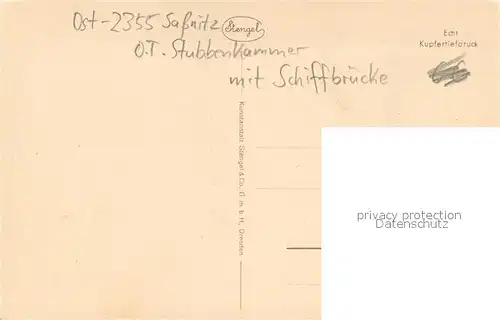 Ost-2355 Saßnitz
Stengel
O.T. Stubbenkammer
mit Schiffbrücke
Echt
Kupfertiefdruck
Kunstanstalt Stengel & Co., G.m.b.H., Dresden
privacy protection
Datenschutz